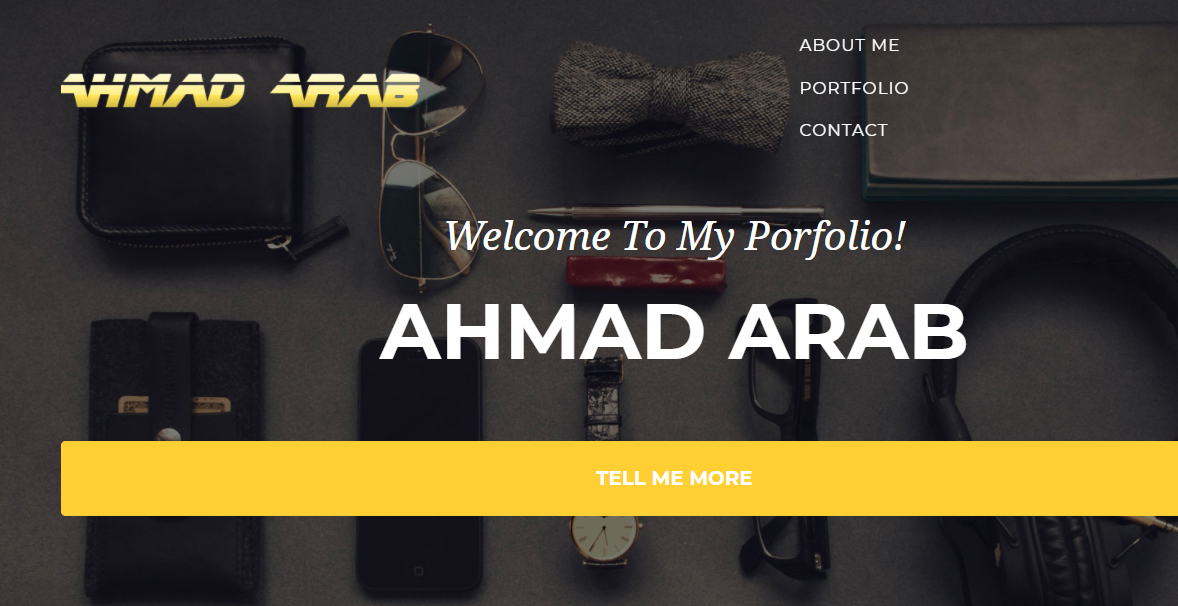 AHMAD ARAB
ABOUT ME
PORTFOLIO
CONTACT
Welcome To My Porfolio!
AHMAD ARAB
TELL ME MORE